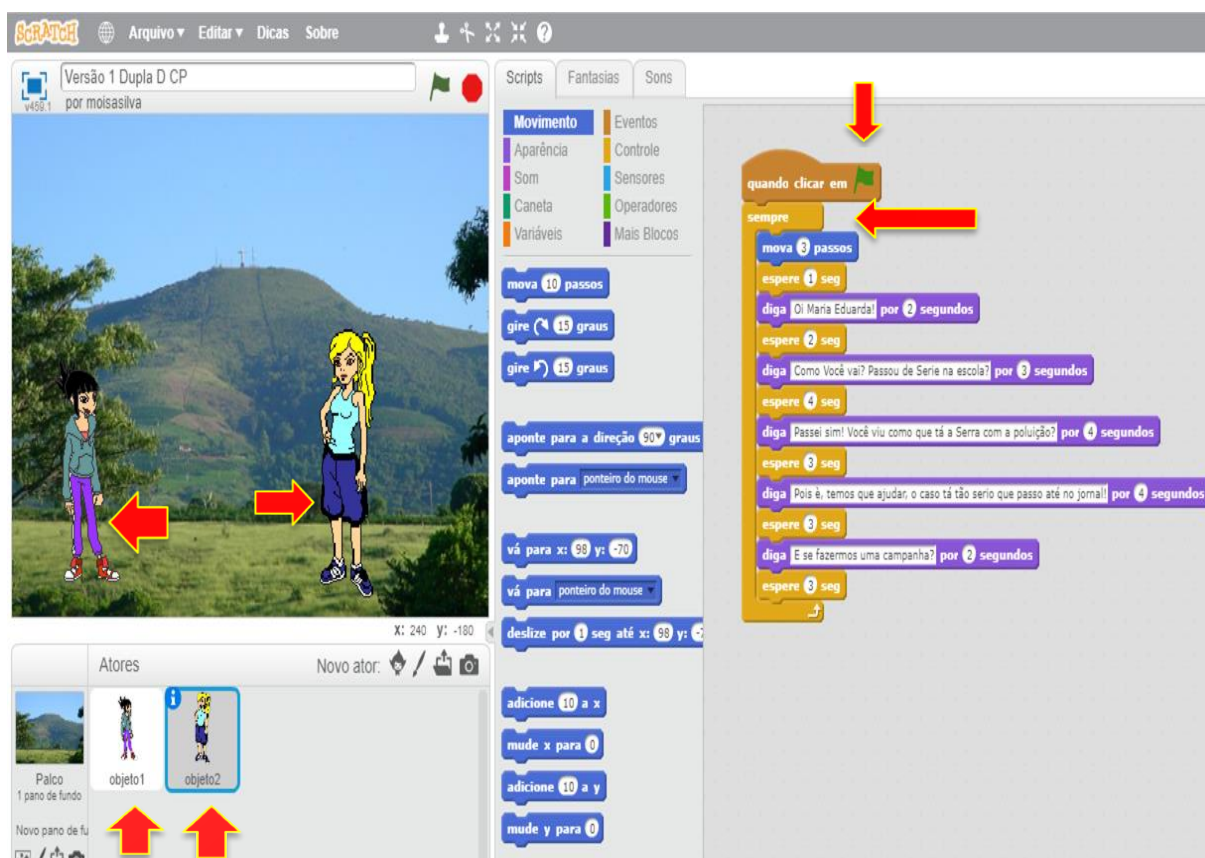 SCRATCH Arquivo▼ Editar▼ Dicas Sobre
Versão 1 Dupla D CP
por moisasilva
v459.1
X: 240 y: -180
Atores
Novo ator:
Palco
1 pano de fundo
Novo pano de fu
objeto1
objeto2
Scripts Fantasias Sons
Movimento Eventos
Aparência Controle
Som Sensores
Caneta Operadores
Variáveis Mais Blocos
mova 10 passos
gire 15 graus
gire 15 graus
aponte para a direção 90▼ graus
aponte para ponteiro do mouse
vá para x: 98 y: -70
vá para ponteiro do mouse
deslize por 1 seg até x: 98 y: -7
adicione 10 a x
mude x para 0
adicione 10 a y
mude y para 0
quando clicar em
sempre
mova 3 passos
espere 1 seg
diga Oi Maria Eduarda! por 2 segundos
espere 2 seg
diga Como Você vai? Passou de Serie na escola? por 3 segundos
espere 4 seg
diga Passei sim! Você viu como que tá a Serra com a poluição? por 4 segundos
espere 3 seg
diga Pois è, temos que ajudar, o caso tá tão serio que passo até no jornal! por 4 segundos
espere 3 seg
diga E se fazermos uma campanha? por 2 segundos
espere 3 seg